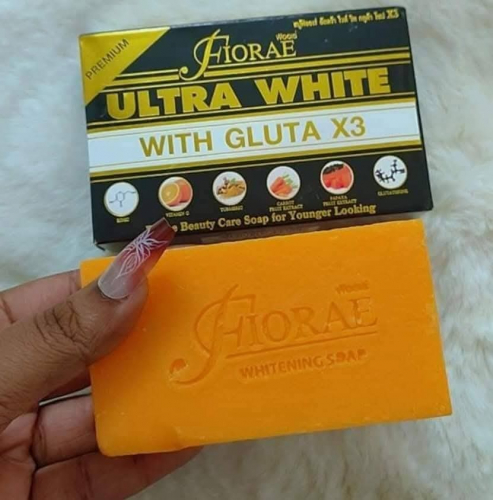 PREMIUM
FIORAE
ULTRA WHITE
WITH GLUTA X3
VITAMIN C
TURMERIC
CARROT
FRUIT EXTRACT
PAPAYA
FRUIT EXTRACT
GLUTATHIONE
Beauty Care Soap for Younger Looking
FIORAE
WHITENING SOAP